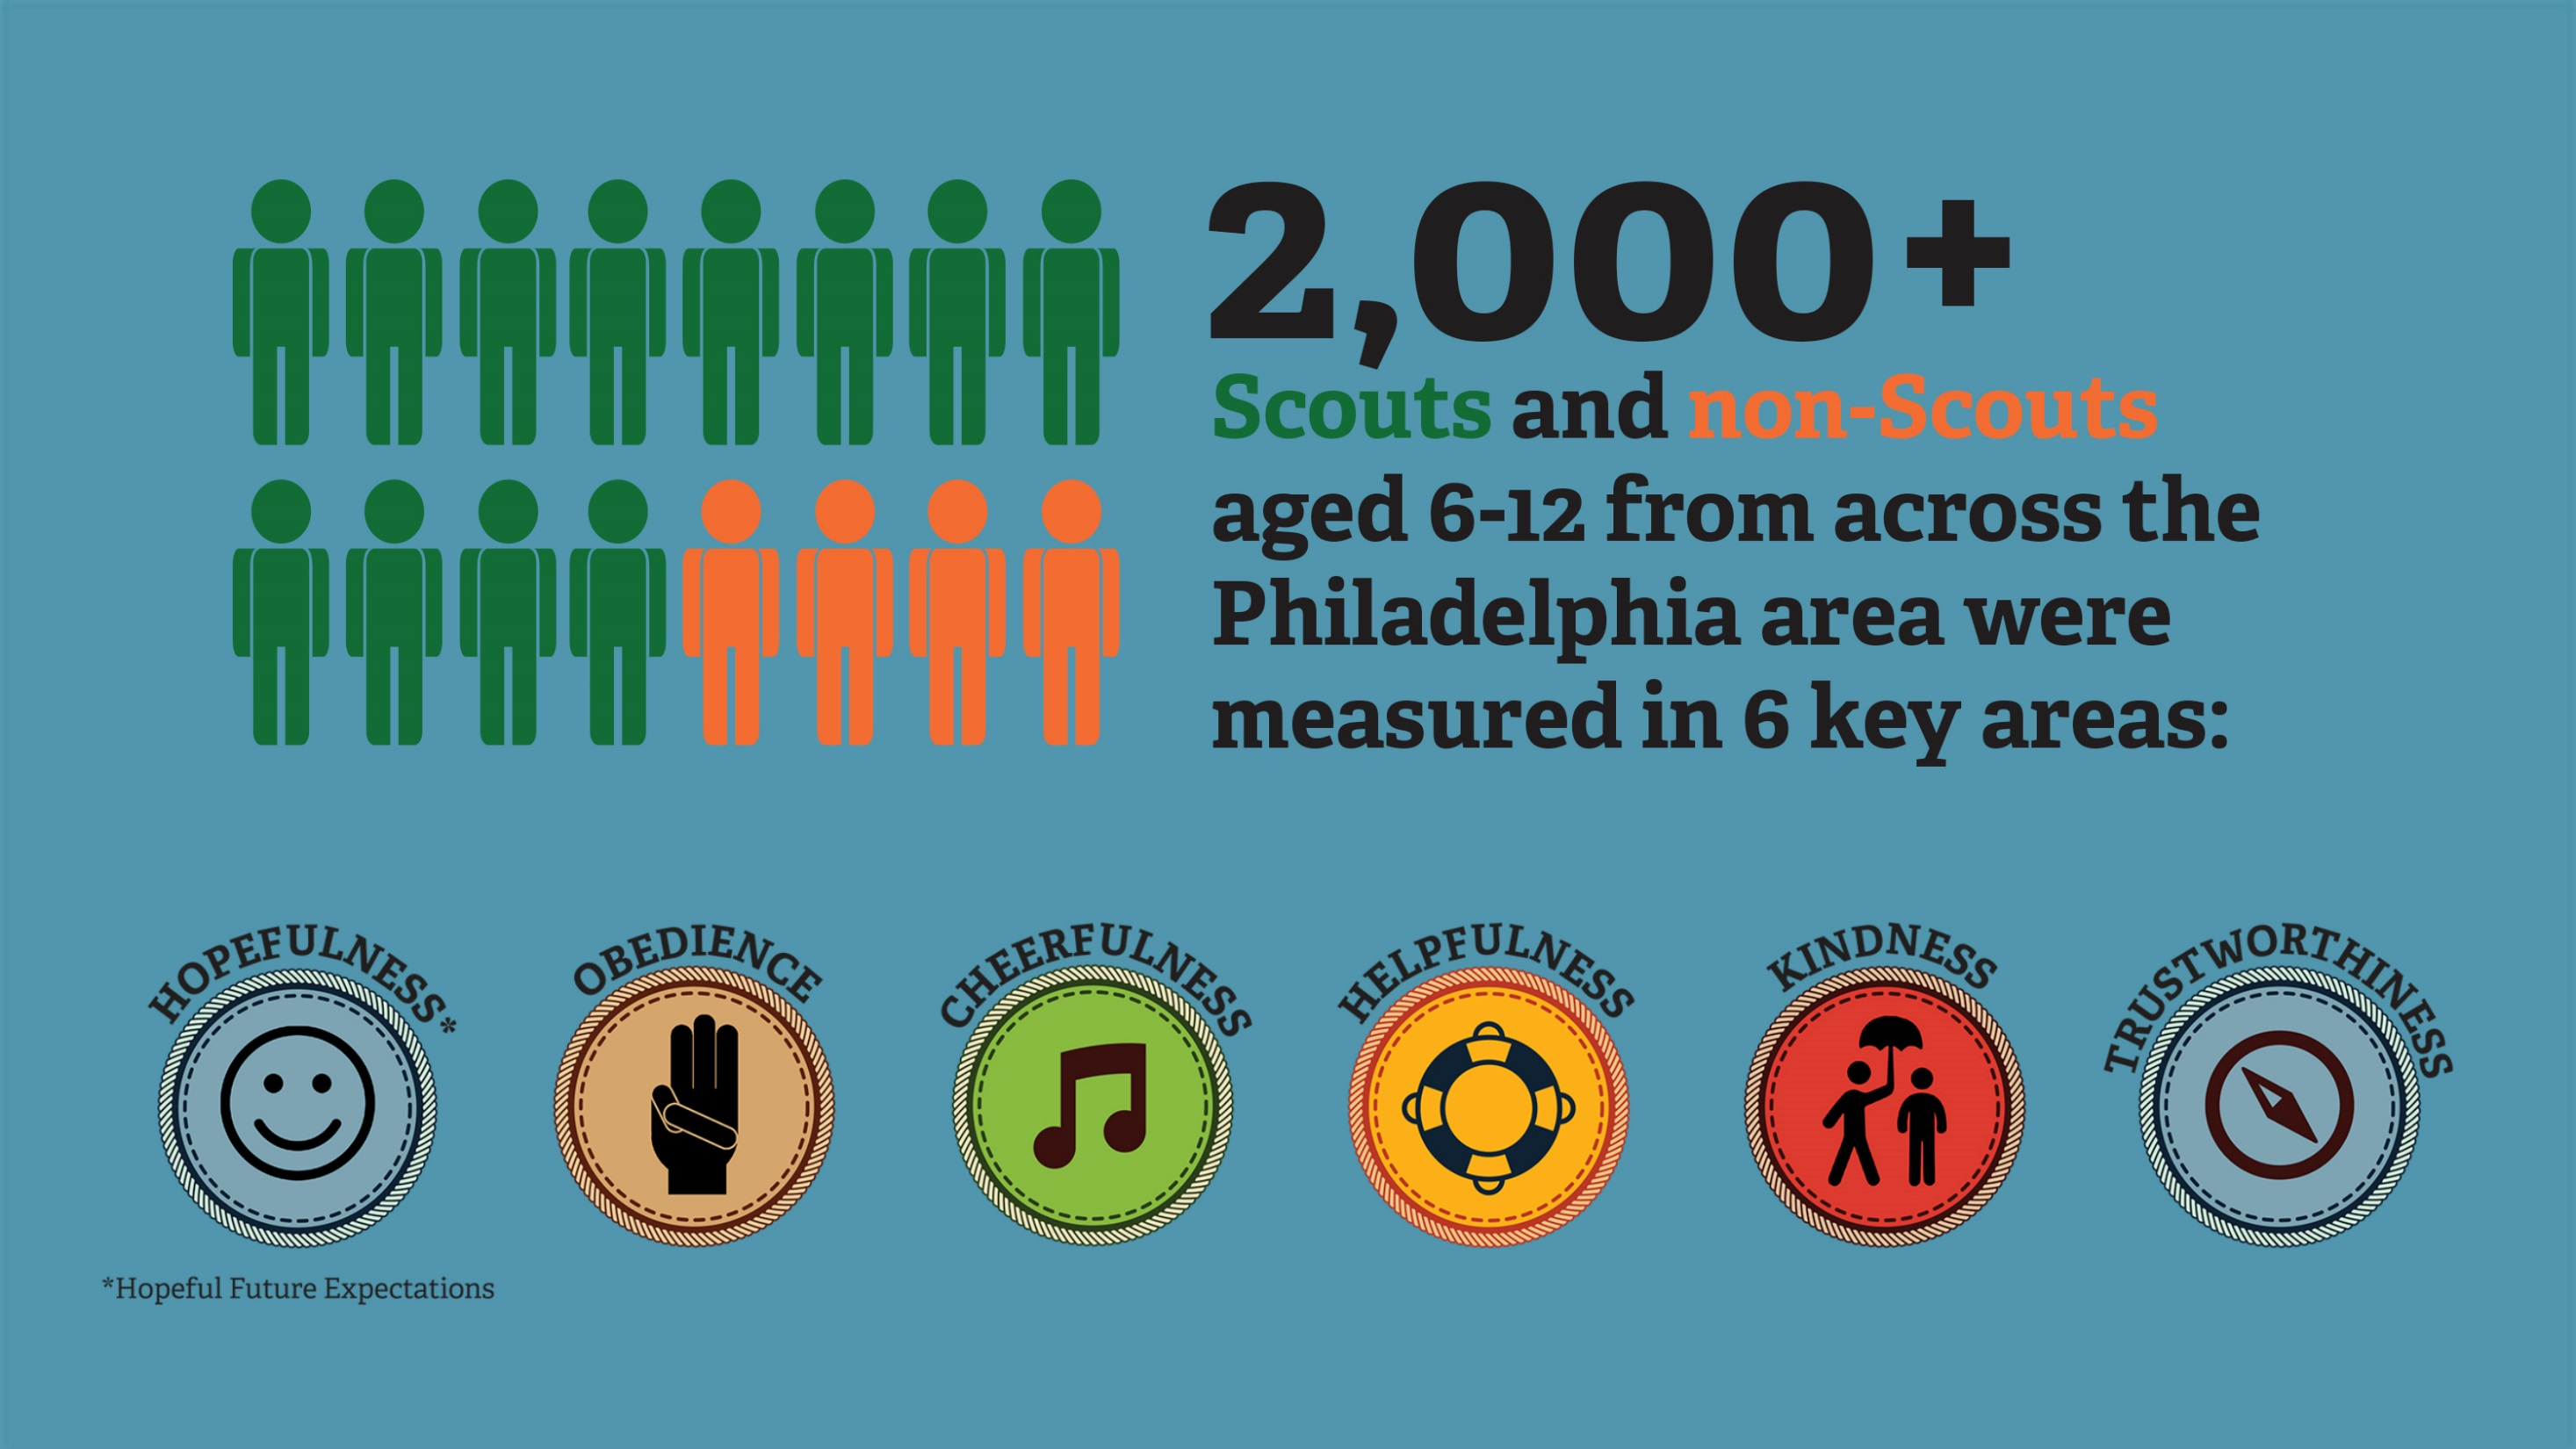 2,000+
Scouts and non-Scouts
aged 6-12 from across the
Philadelphia area were
measured in 6 key areas:
HOPEFULNESS*
OBEDIENCE
CHEERFULNESS
HELPFULNESS
KINDNESS
TRUSTWORTHINESS
*Hopeful Future Expectations